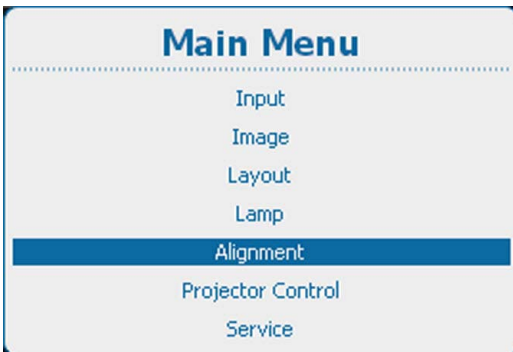 Main Menu
Input
Image
Layout
Lamp
Alignment
Projector Control
Service